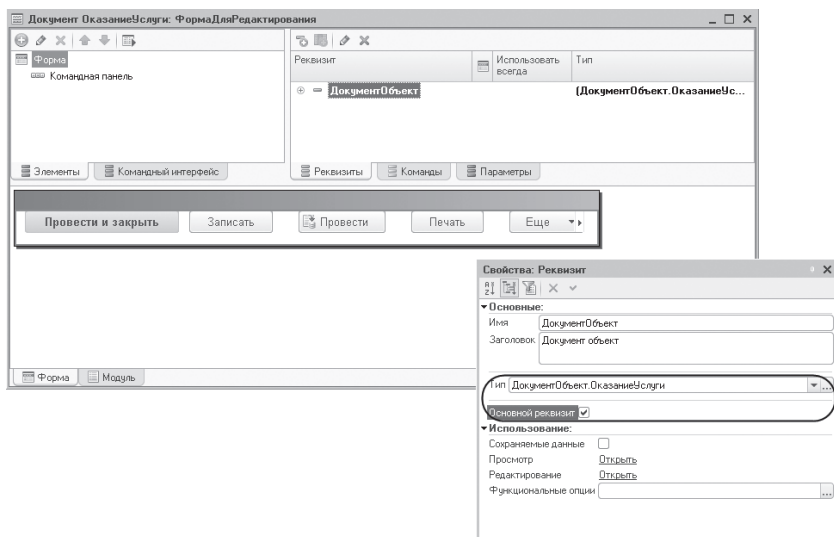 Документ ОказаниеУслуги: ФормаДляРедактирования
Форма
Командная панель
Элементы
Командный интерфейс
Реквизит
Использовать всегда
Тип
ДокументОбъект
(ДокументОбъект.ОказаниеУс...
Реквизиты
Команды
Параметры
Провести и закрыть
Записать
Провести
Печать
Еще
Форма
Модуль
Свойства: Реквизит
Основные:
Имя
ДокументОбъект
Заголовок
Документ объект
Тип
ДокументОбъект.ОказаниеУслуги
...
Основной реквизит
Использование:
Сохраняемые данные
Просмотр
Открыть
Редактирование
Открыть
Функциональные опции
...